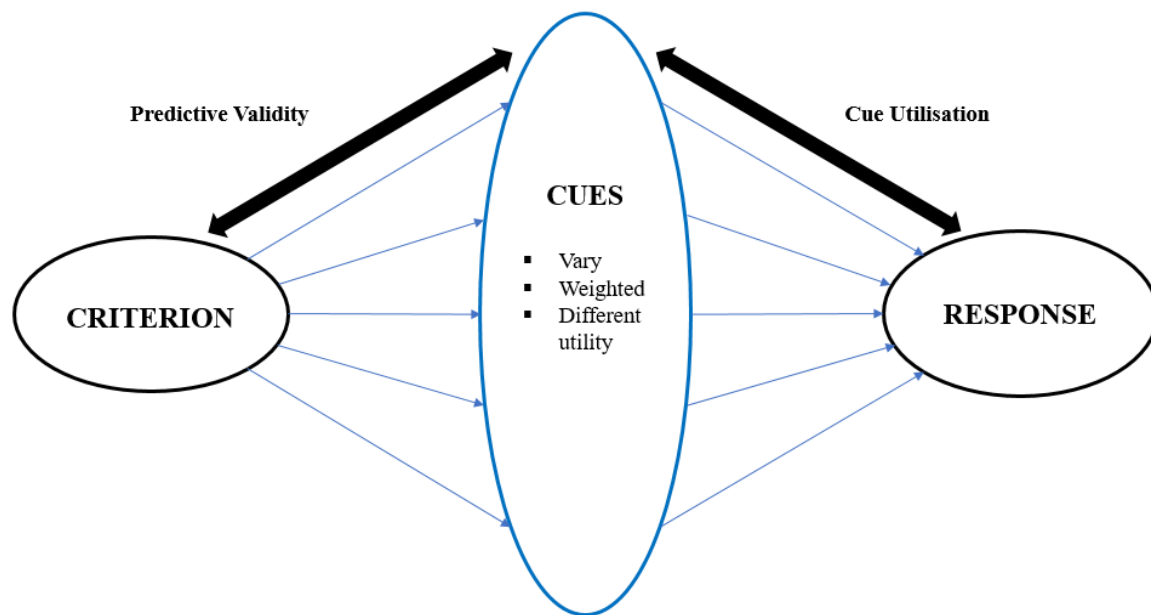 Predictive Validity
Cue Utilisation
CUES
▪ Vary
▪ Weighted
▪ Different
utility
CRITERION
RESPONSE